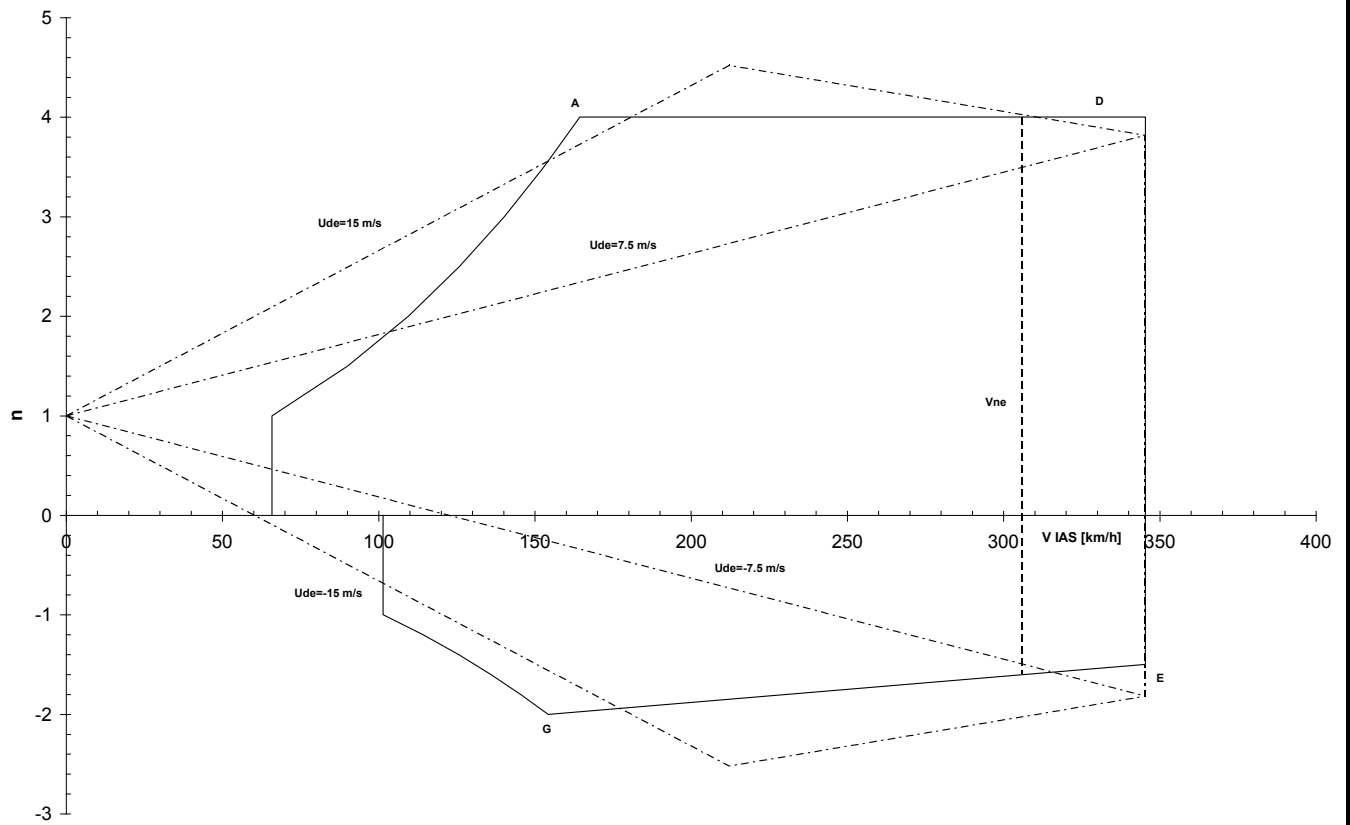 5
A
D
4
Ude=15 m/s
3
Ude=7.5 m/s
2
Vne
1
n
0
0 50 100 150 200 250 300 350 400
V IAS [km/h]
Ude=-7.5 m/s
Ude=-15 m/s
-1
E
-2
G
-3